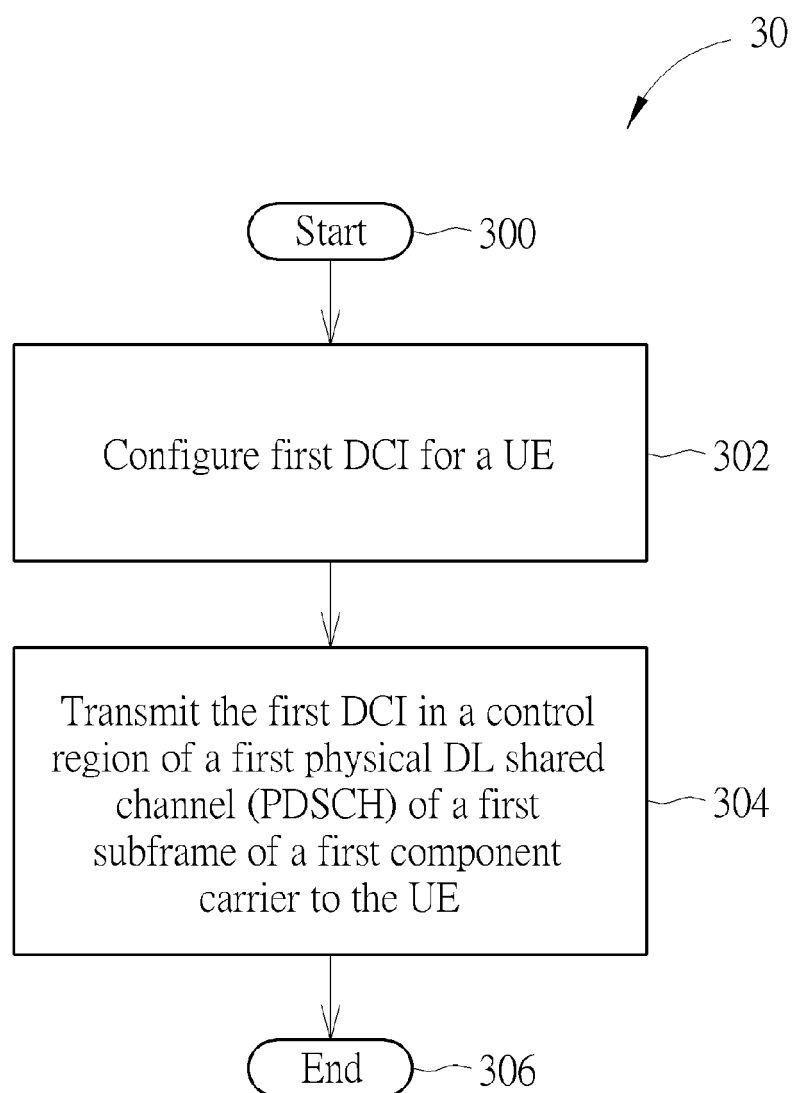 30
Start
300
Configure first DCI for a UE
302
Transmit the first DCI in a control
region of a first physical DL shared
channel (PDSCH) of a first
subframe of a first component
carrier to the UE
304
End
306